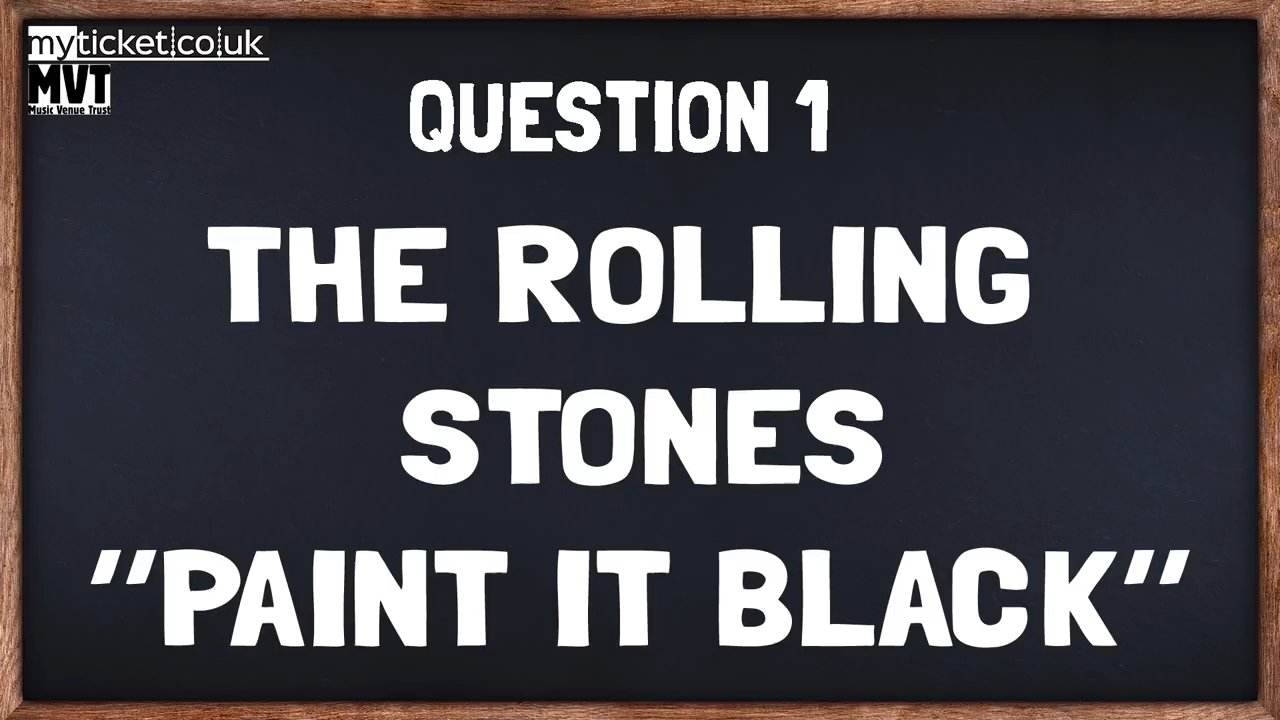 myticket.co.uk
MVT
Music Venue Trust
QUESTION 1
THE ROLLING
STONES
"PAINT IT BLACK"